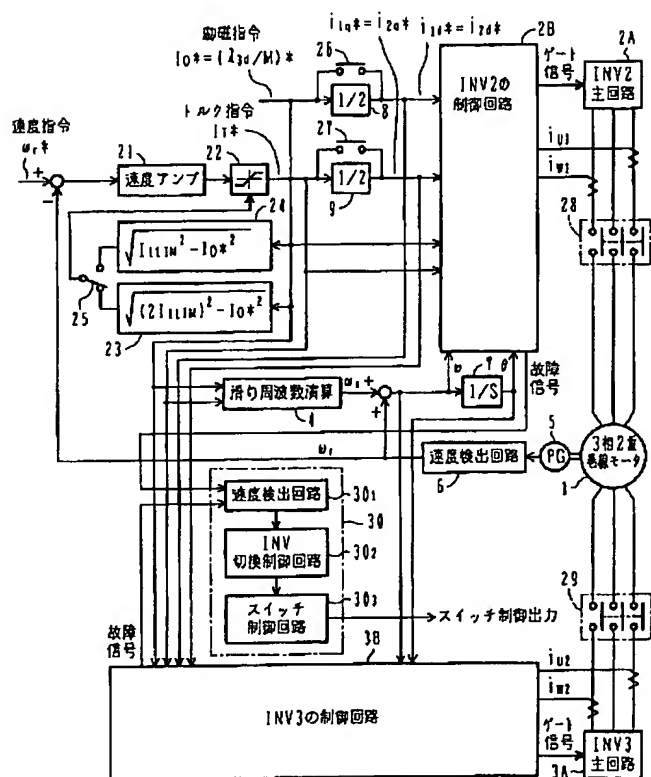 励磁指令
I0*=(λ2d/M)*
i1q*=i2q*
i1d*=i2d*
26
1/2
8
2B
INV2の
制御回路
ゲート
信号
2A
INV2
主回路
トルク指令
IT*
27
1/2
9
速度指令
ωr*
+
−
21
速度アンプ
22
24
√I1LIM²−I0*²
25
√(2I1LIM)²−I0*²
23
iU1
iW1
28
滑り周波数演算
4
ωs
+
+
ω
7
θ
1/S
故障
信号
ωr
速度検出回路
6
5
PG
3相2重
巻線モータ
1
速度検出回路
301
30
INV
切換制御回路
302
スイッチ
制御回路
303
スイッチ制御出力
29
故障
信号
3B
INV3の制御回路
iU2
iW2
ゲート
信号
INV3
主回路
3A